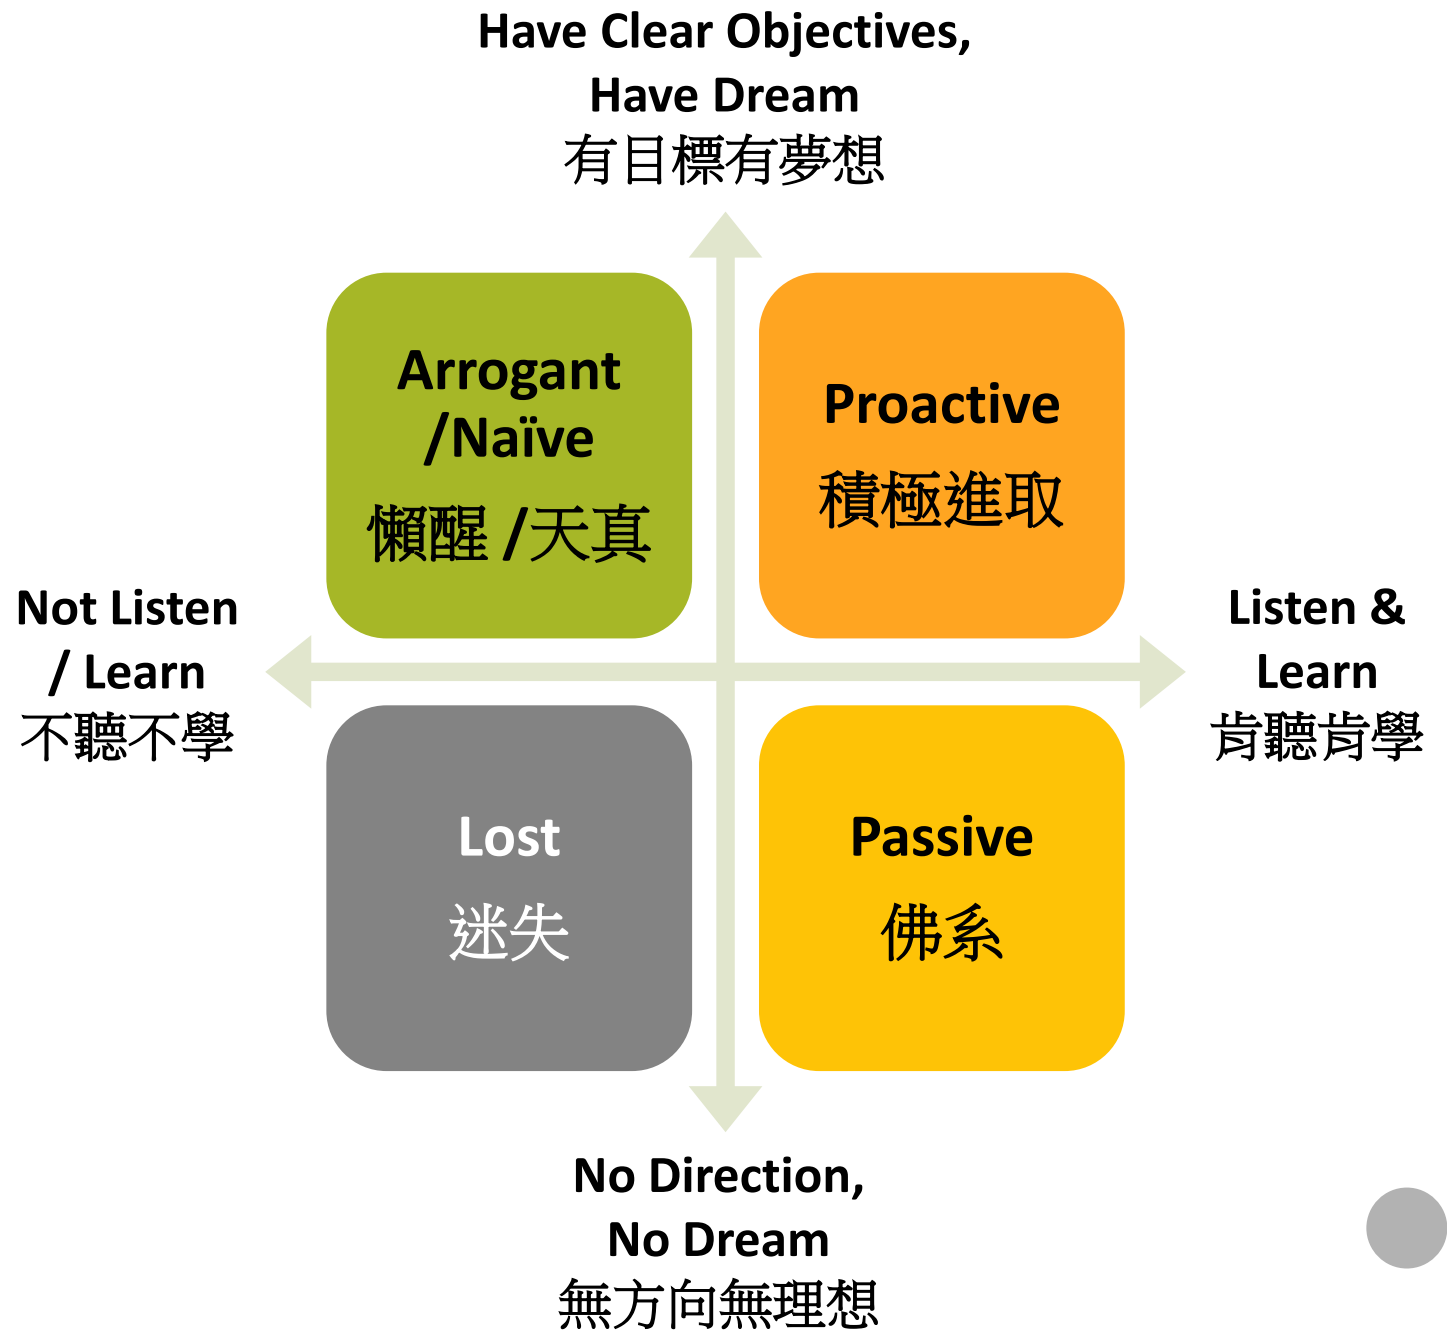 Have Clear Objectives,
Have Dream
有目標有夢想
Arrogant
/Naïve
懶醒 /天真
Proactive
積極進取
Not Listen
/ Learn
不聽不學
Listen &
Learn
肯聽肯學
Lost
迷失
Passive
佛系
No Direction,
No Dream
無方向無理想